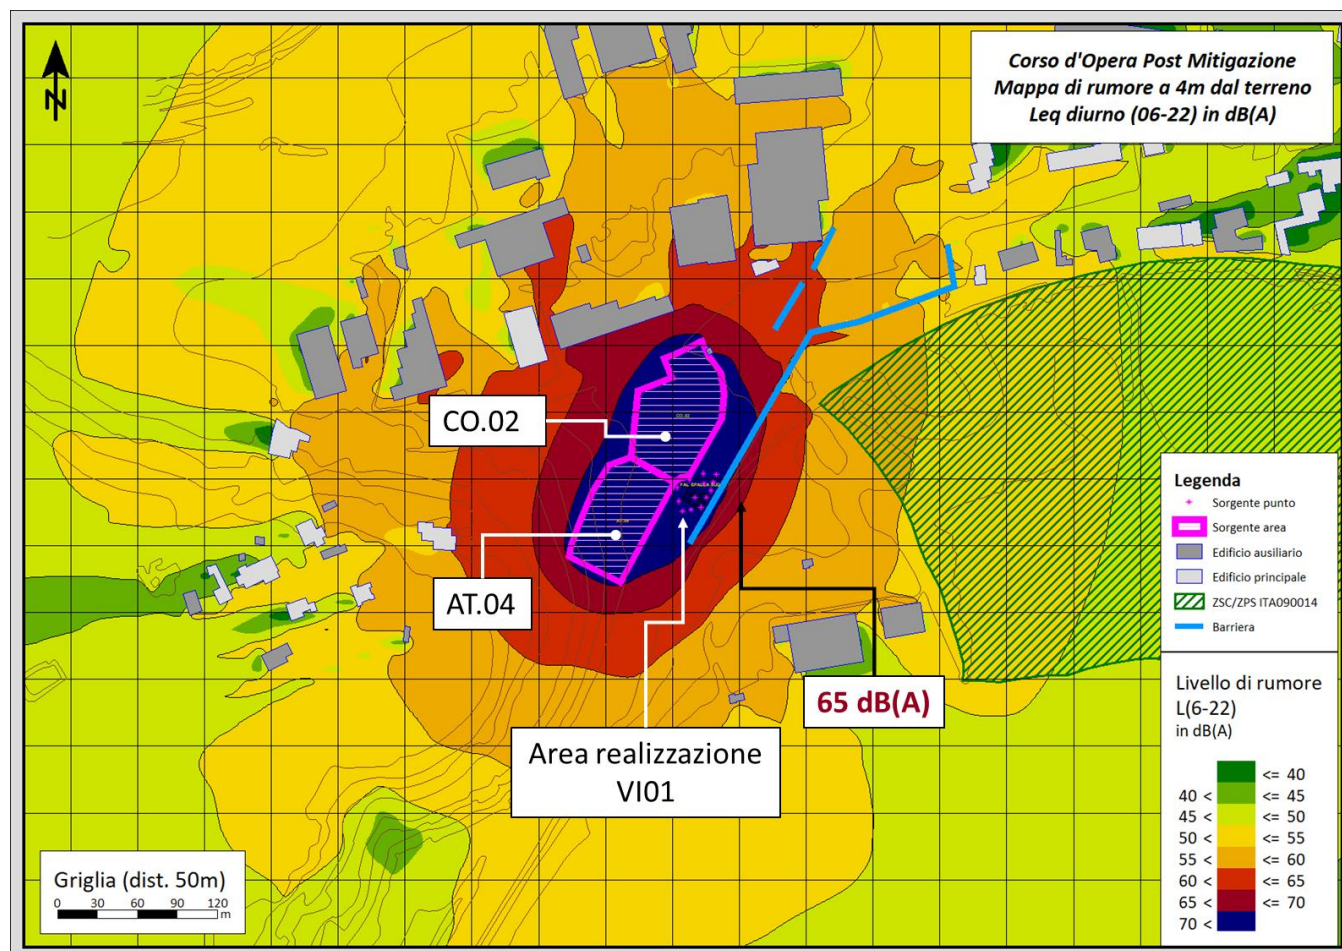 N
Corso d'Opera Post Mitigazione
Mappa di rumore a 4m dal terreno
Leq diurno (06-22) in dB(A)
CO.02
CO.02
AT.04
65 dB(A)
Area realizzazione
VI01
Legenda
Sorgente punto
Sorgente area
Edificio ausiliario
Edificio principale
ZSC/ZPS ITA090014
Barriera
Livello di rumore
L(6-22)
in dB(A)
<= 40
40 < <= 45
45 < <= 50
50 < <= 55
55 < <= 60
60 < <= 65
65 < <= 70
70 <
Griglia (dist. 50m)
0 30 60 90 120
m